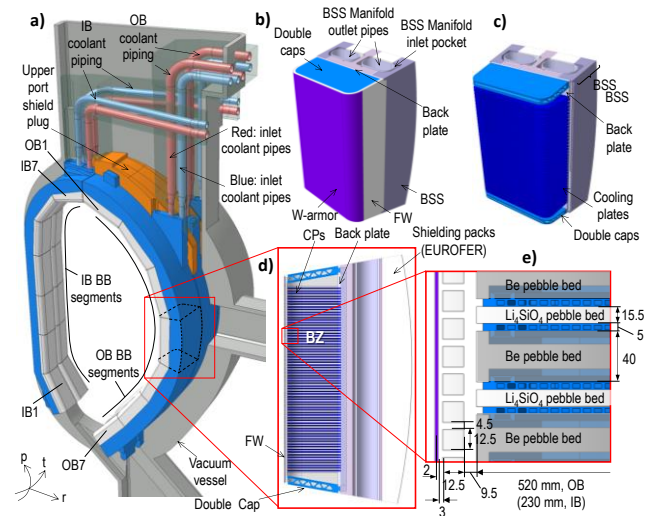 a)
IB
coolant
piping
OB
coolant
piping
Upper
port
shield
plug
OB1
IB7
Red: inlet
coolant pipes
Blue: inlet
coolant pipes
IB BB
segments
OB BB
segments
IB1
OB7
Vacuum
vessel
p
t
r
b)
BSS Manifold
outlet pipes
BSS Manifold
inlet pocket
Double
caps
Back
plate
W-armor
FW
BSS
c)
BSS
BSS
Back
plate
Cooling
plates
Double caps
d)
CPs
Back plate
Shielding packs
(EUROFER)
BZ
FW
Double Cap
e)
Be pebble bed
Li4SiO4 pebble bed
15.5
5
Be pebble bed
40
Li4SiO4 pebble bed
4.5
12.5
Be pebble bed
2
12.5
9.5
3
520 mm, OB
(230 mm, IB)